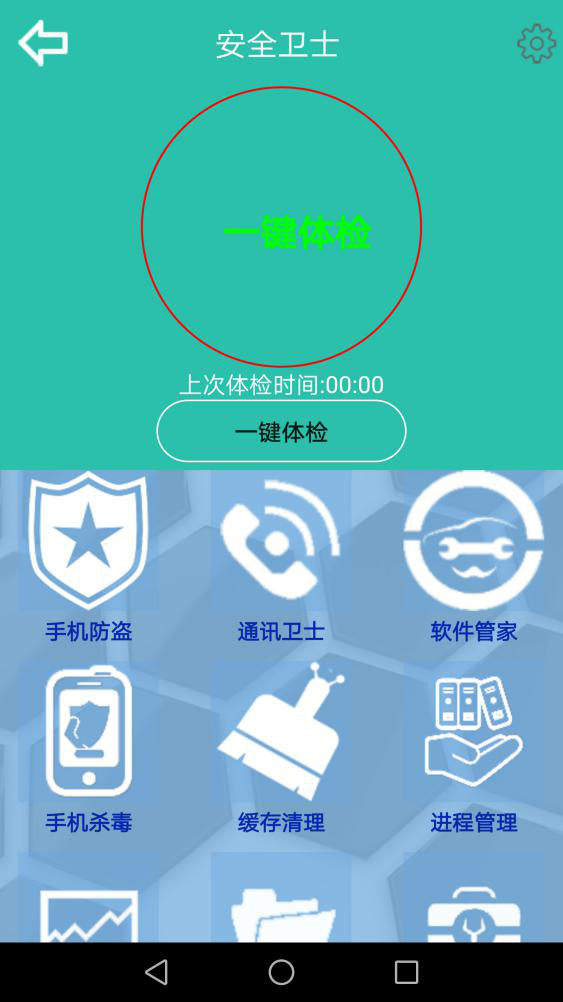 安全卫士
一键体检
上次体检时间:00:00
一键体检
手机防盗
通讯卫士
软件管家
手机杀毒
缓存清理
进程管理